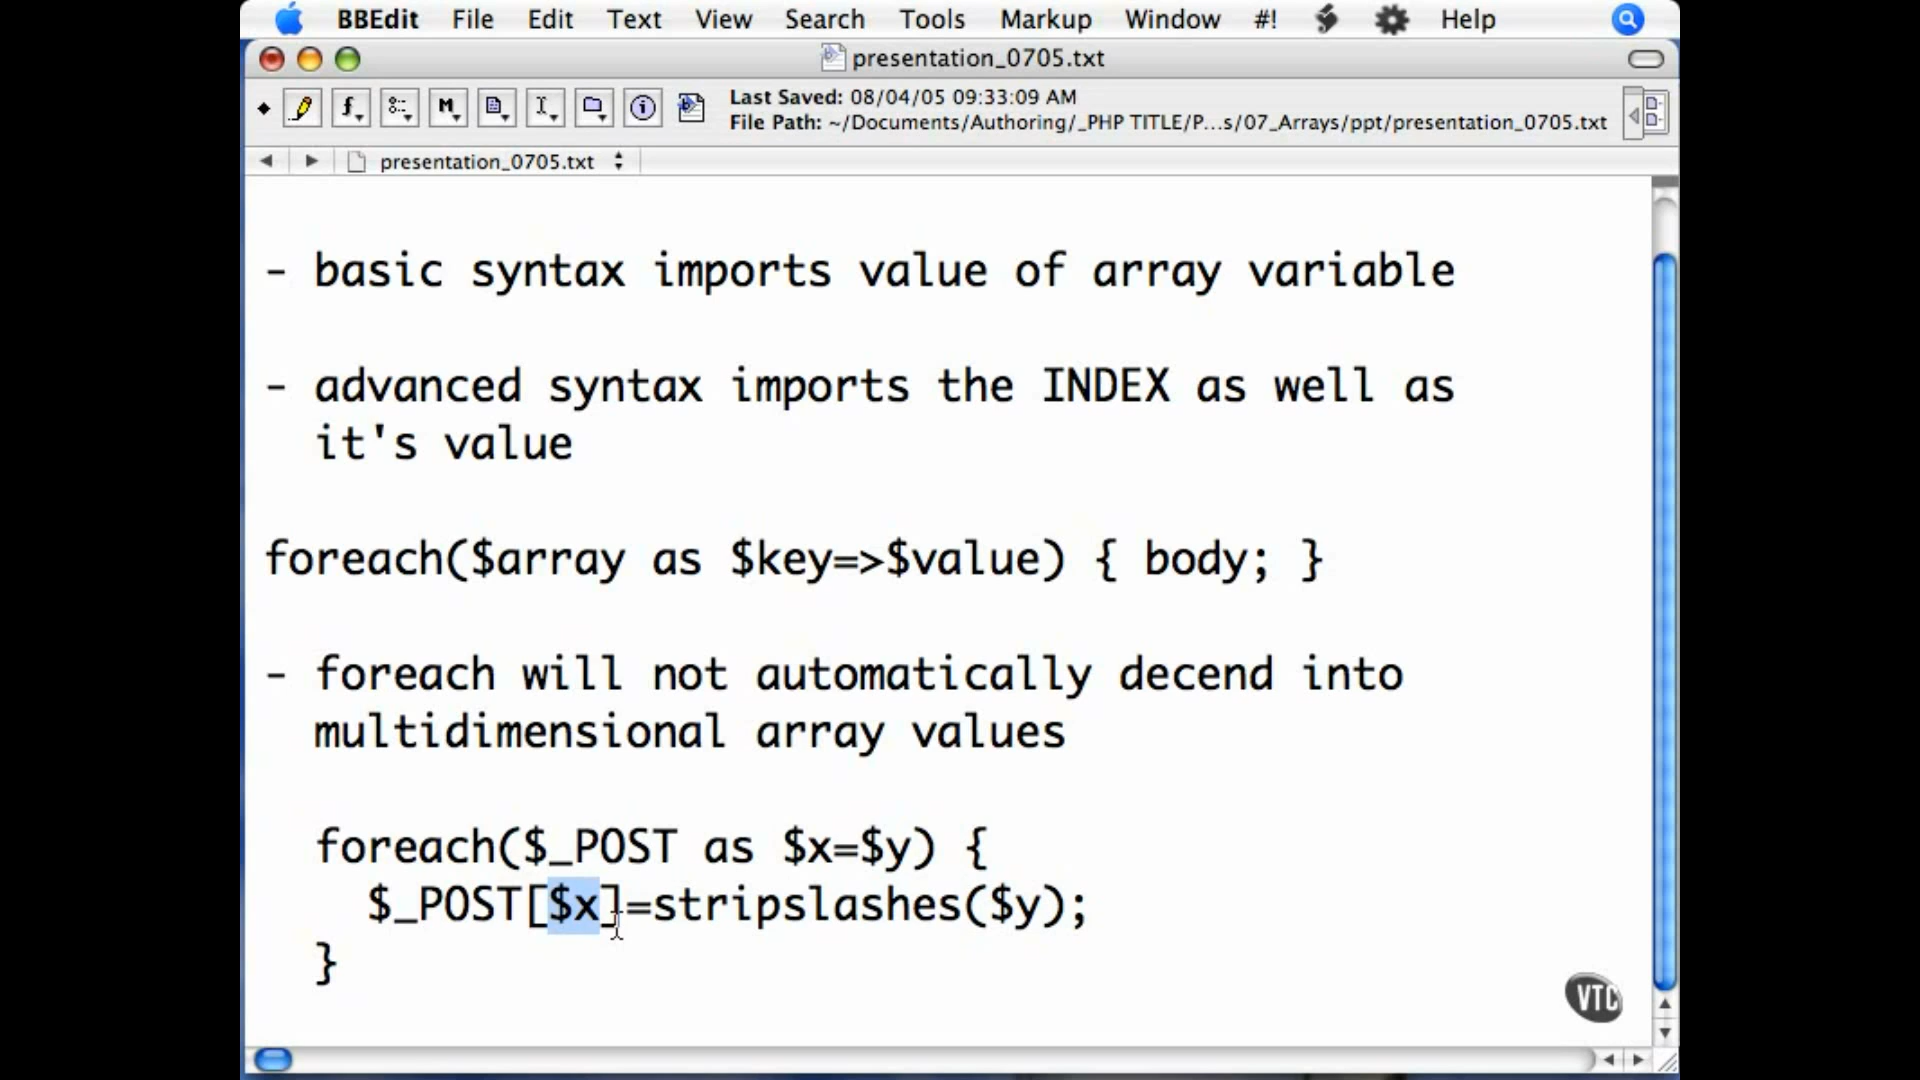 BBEdit File Edit Text View Search Tools Markup Window #! Help
presentation_0705.txt
Last Saved: 08/04/05 09:33:09 AM
File Path: ~/Documents/Authoring/_PHP TITLE/P...s/07_Arrays/ppt/presentation_0705.txt
presentation_0705.txt
- basic syntax imports value of array variable
- advanced syntax imports the INDEX as well as
it's value
foreach($array as $key=>$value) { body; }
- foreach will not automatically decend into
multidimensional array values
foreach($_POST as $x=$y) {
$_POST[$x]=stripslashes($y);
}
VTC